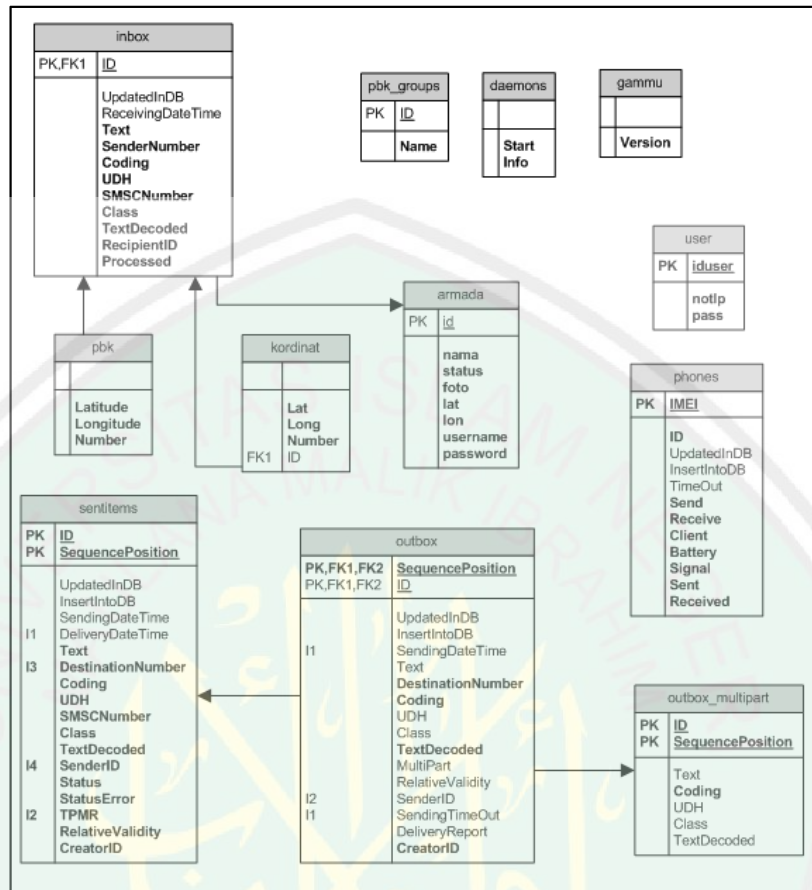 inbox
PK,FK1 ID
UpdatedInDB
ReceivingDateTime
Text
SenderNumber
Coding
UDH
SMSCNumber
Class
TextDecoded
RecipientID
Processed
pbk_groups
PK ID
Name
daemons
Start
Info
gammu
Version
user
PK iduser
notlp
pass
armada
PK id
nama
status
foto
lat
lon
username
password
pbk
Latitude
Longitude
Number
kordinat
Lat
Long
Number
FK1 ID
phones
PK IMEI
ID
UpdatedInDB
InsertIntoDB
TimeOut
Send
Receive
Client
Battery
Signal
Sent
Received
sentitems
PK ID
PK SequencePosition
UpdatedInDB
InsertIntoDB
SendingDateTime
I1 DeliveryDateTime
Text
I3 DestinationNumber
Coding
UDH
SMSCNumber
Class
TextDecoded
I4 SenderID
Status
StatusError
I2 TPMR
RelativeValidity
CreatorID
outbox
PK,FK1,FK2 SequencePosition
PK,FK1,FK2 ID
UpdatedInDB
InsertIntoDB
I1 SendingDateTime
Text
DestinationNumber
Coding
UDH
Class
TextDecoded
MultiPart
RelativeValidity
I2 SenderID
I1 SendingTimeOut
DeliveryReport
CreatorID
outbox_multipart
PK ID
PK SequencePosition
Text
Coding
UDH
Class
TextDecoded